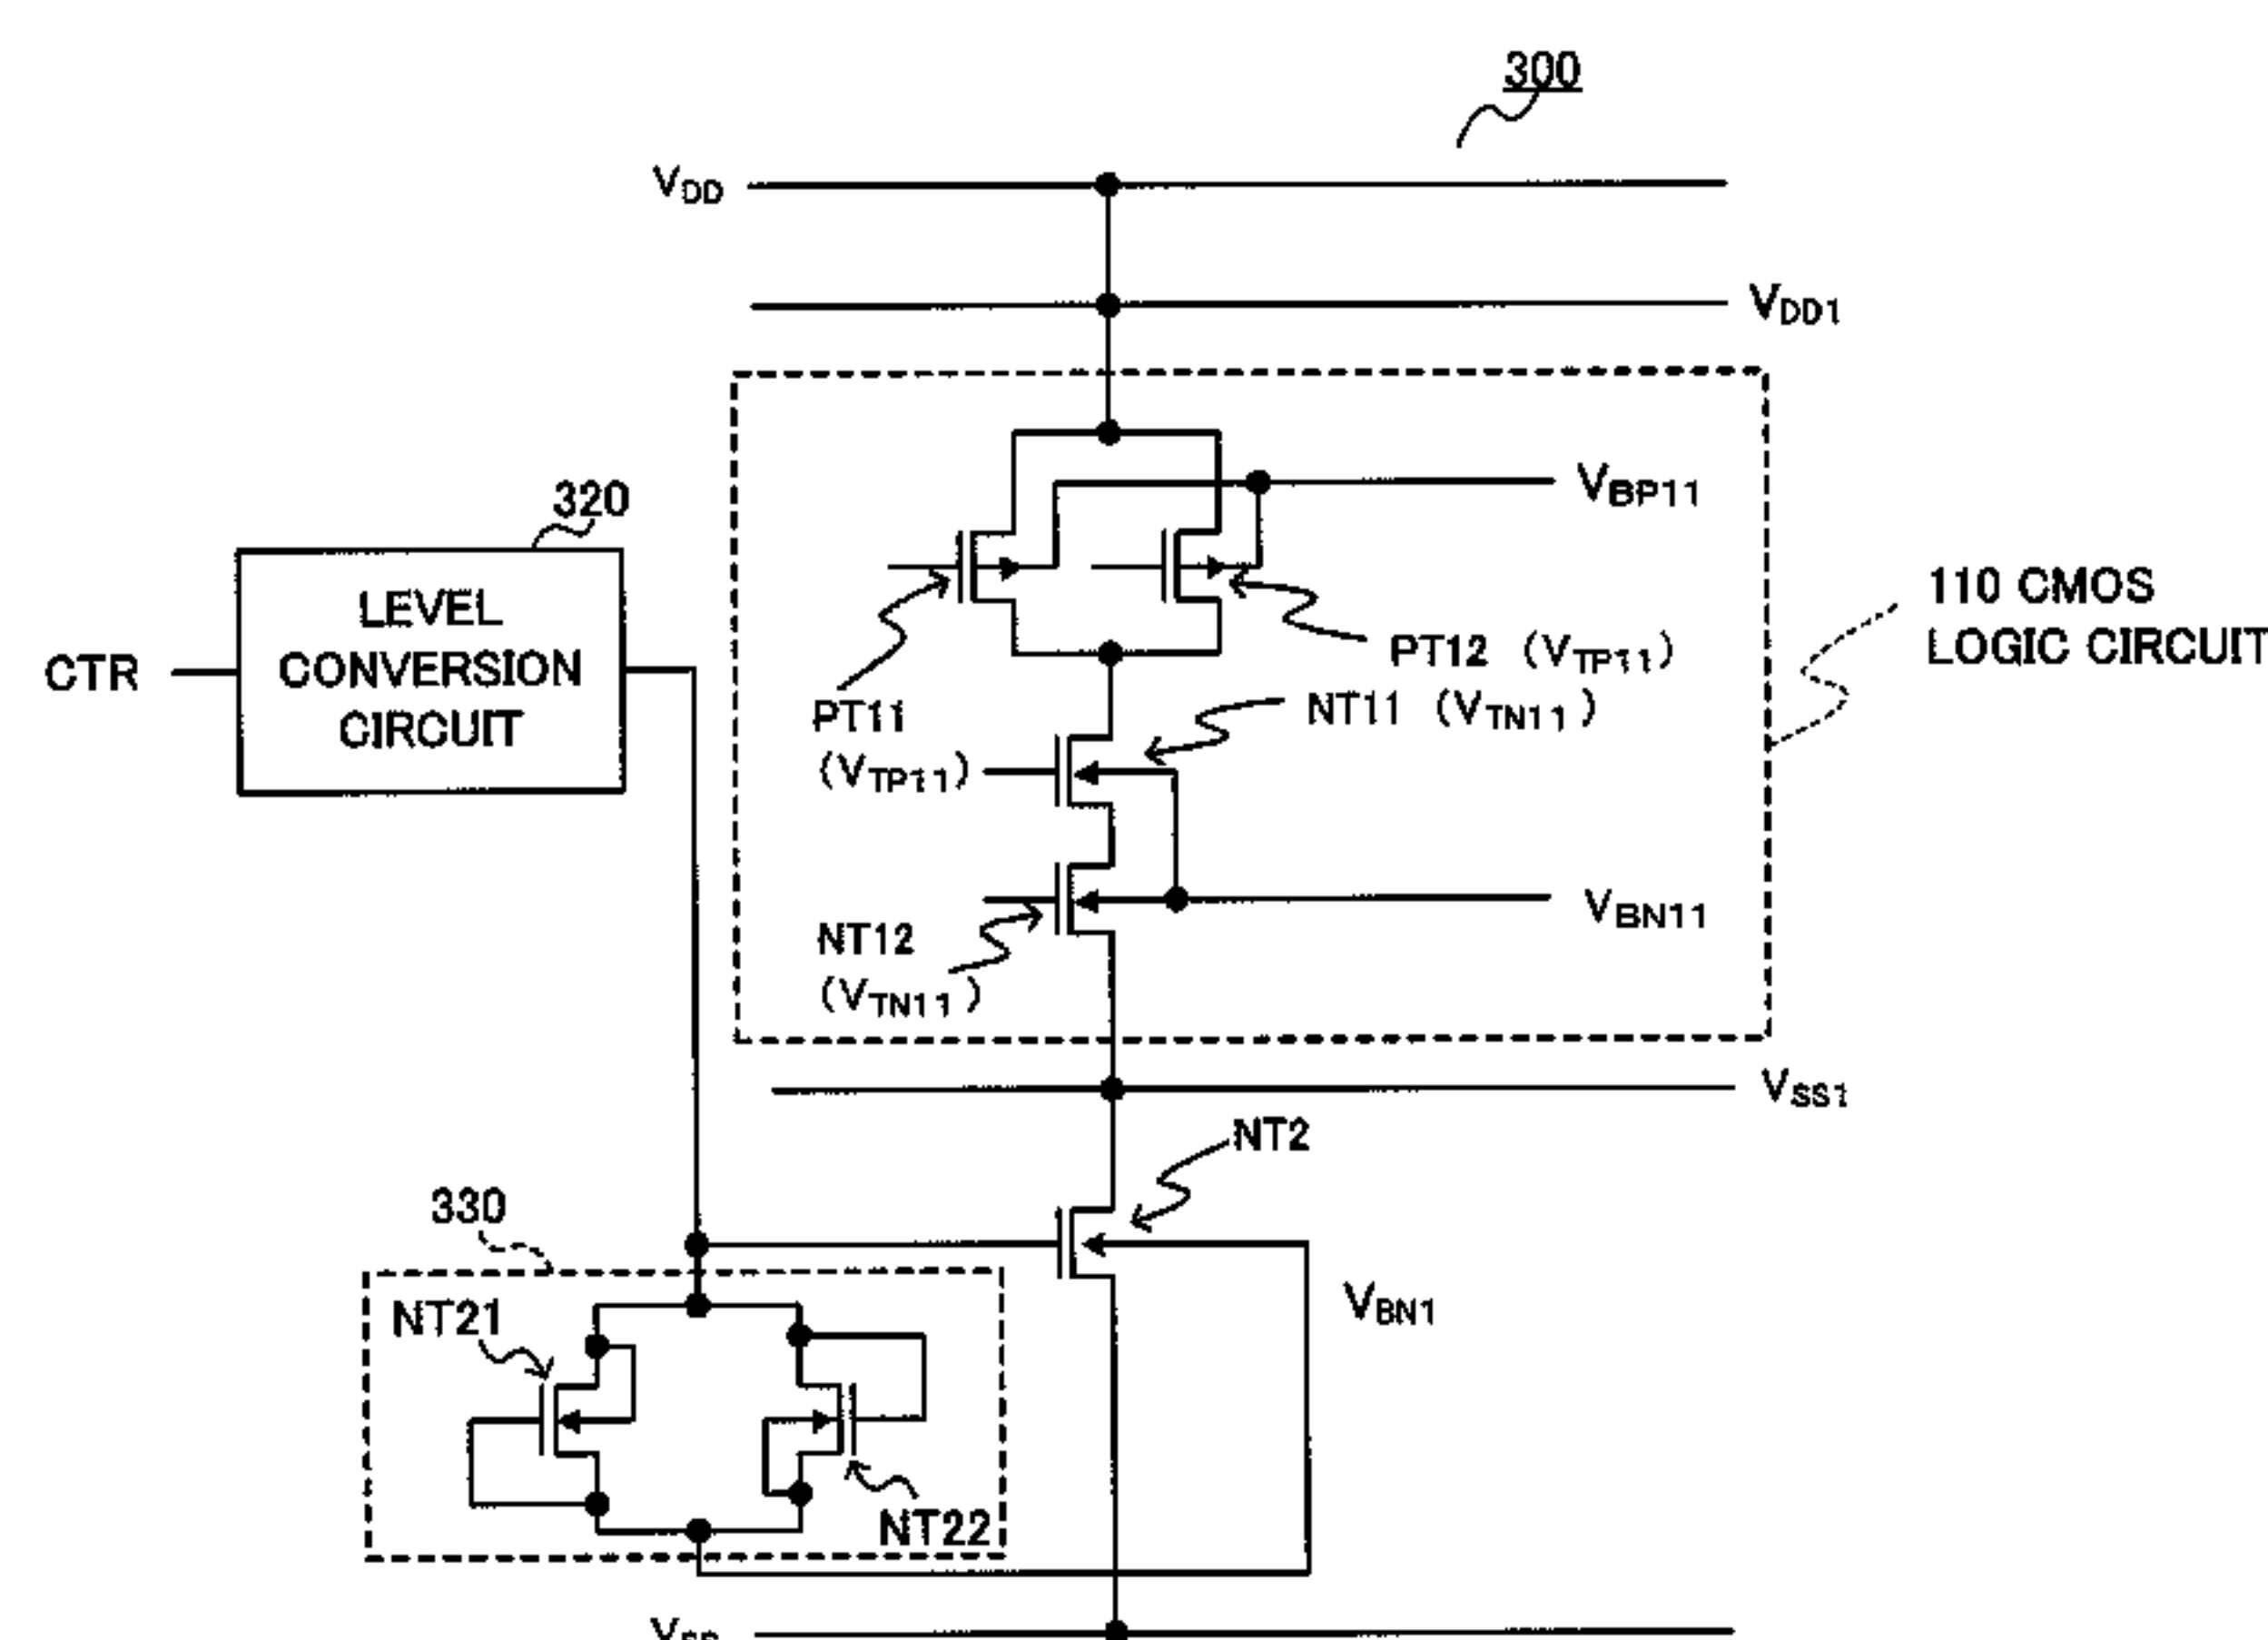 300
VDD
VDD1
320
LEVEL
CONVERSION
CIRCUIT
CTR
VBP11
110 CMOS
LOGIC CIRCUIT
PT12 (VTP11)
PT11
(VTP11)
NT11 (VTN11)
NT12
(VTN11)
VBN11
VSS1
NT2
330
NT21
VBN1
NT22
VSS